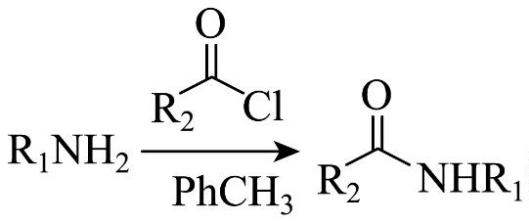 O
R₂ Cl
R₁NH₂
PhCH₃
O
R₂ NHR₁